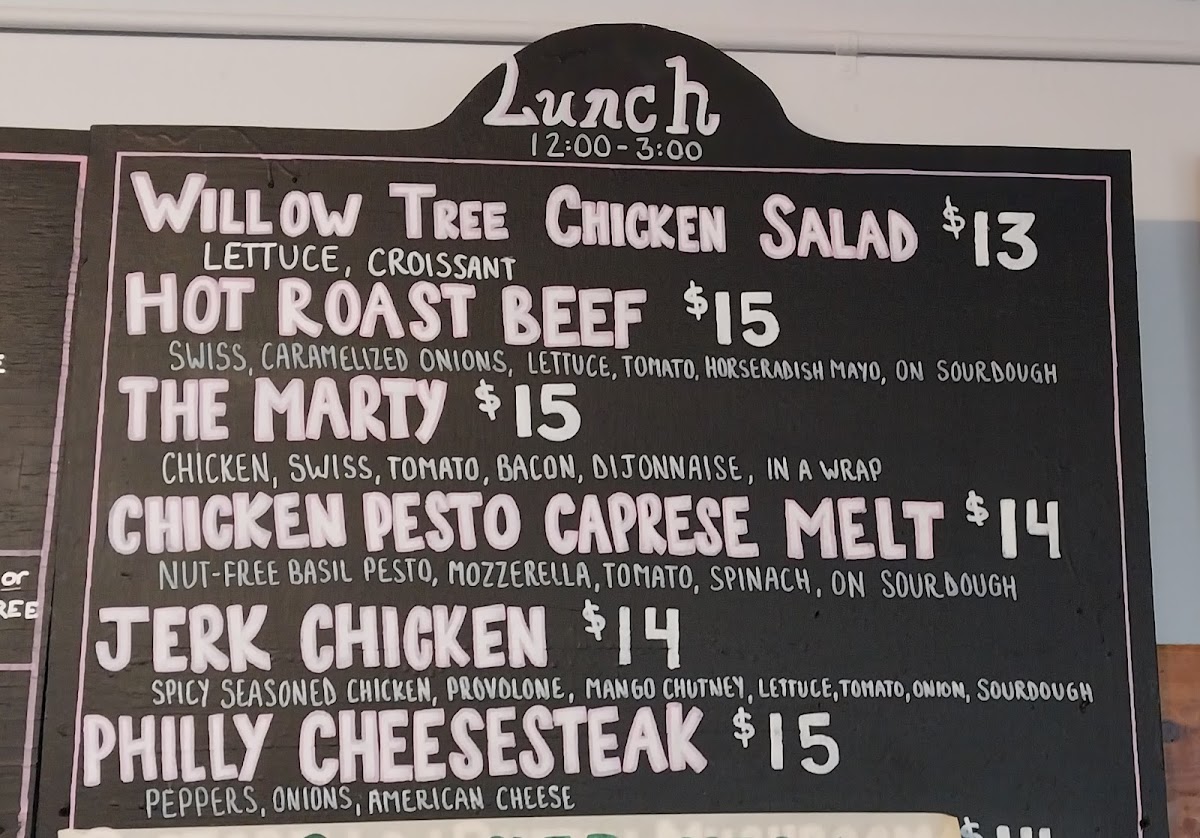 Lunch
12:00-3:00
WILLOW TREE CHICKEN SALAD $13
LETTUCE, CROISSANT
HOT ROAST BEEF $15
SWISS, CARAMELIZED ONIONS, LETTUCE, TOMATO, HORSERADISH MAYO, ON SOURDOUGH
THE MARTY $15
CHICKEN, SWISS, TOMATO, BACON, DIJONNAISE, IN A WRAP
CHICKEN PESTO CAPRESE MELT $14
NUT-FREE BASIL PESTO, MOZZERELLA, TOMATO, SPINACH, ON SOURDOUGH
JERK CHICKEN $14
SPICY SEASONED CHICKEN, PROVOLONE, MANGO CHUTNEY, LETTUCE, TOMATO, ONION, SOURDOUGH
PHILLY CHEESESTEAK $15
PEPPERS, ONIONS, AMERICAN CHEESE
or